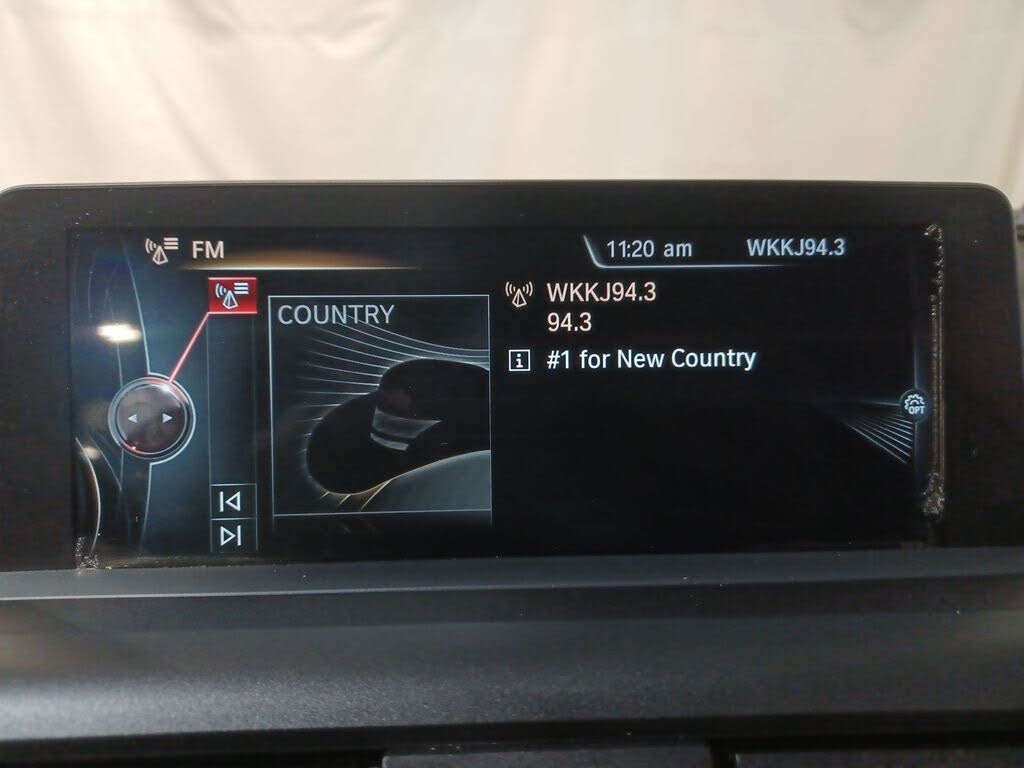 FM
11:20 am
WKKJ94.3
COUNTRY
WKKJ94.3
94.3
#1 for New Country
OPT